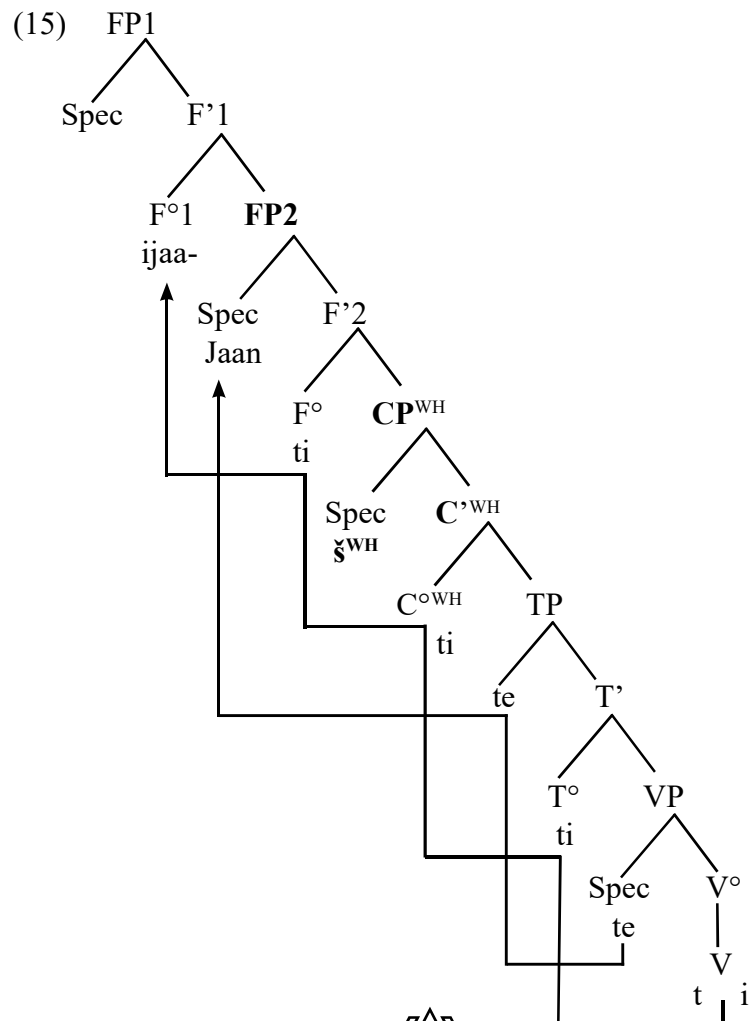 (15) FP1
Spec F’1
F°1 FP2
ijaa-
Spec F’2
Jaan
F° CPᵂᴴ
ti
Spec C’ᵂᴴ
šᵂᴴ
C°ᵂᴴ TP
ti
te T’
T° VP
ti
Spec V°
te
V
t i